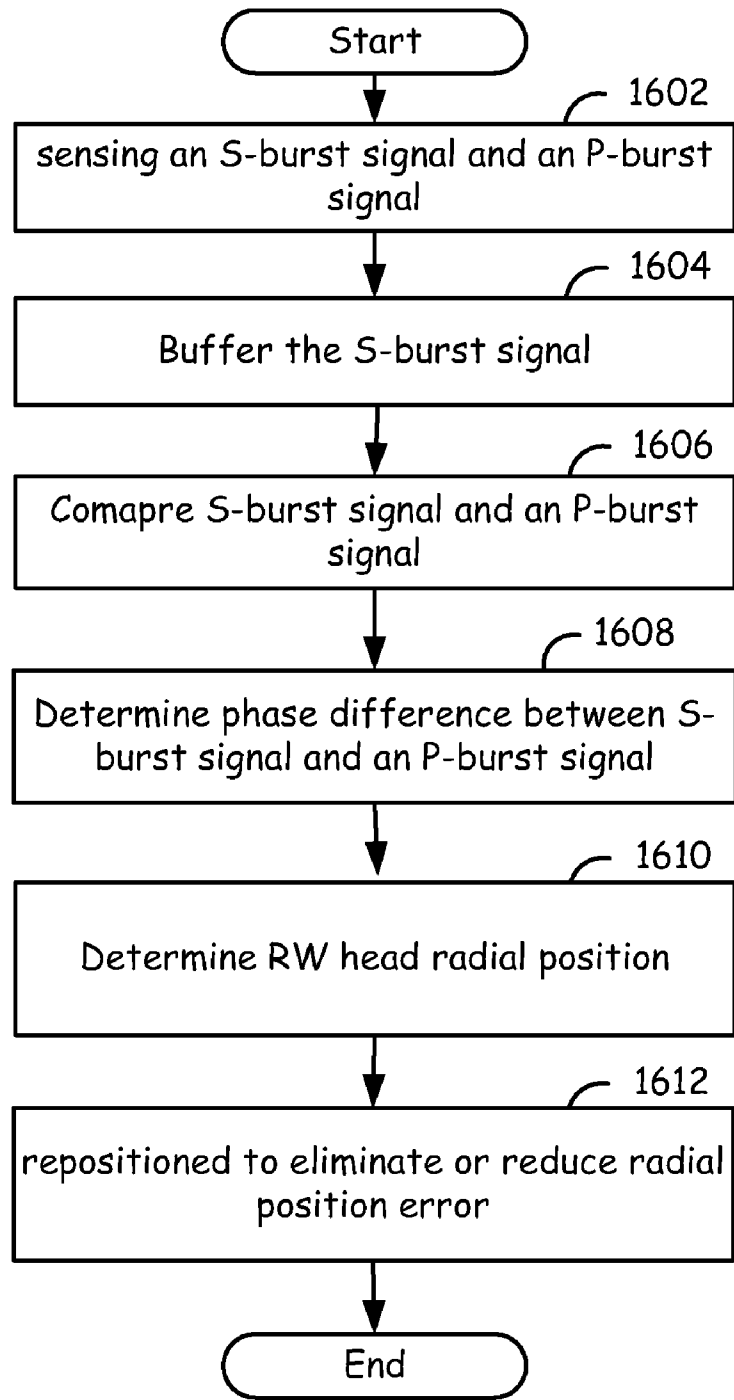 Start
1602
sensing an S-burst signal and an P-burst
signal
1604
Buffer the S-burst signal
1606
Comapre S-burst signal and an P-burst
signal
1608
Determine phase difference between S-
burst signal and an P-burst signal
1610
Determine RW head radial position
1612
repositioned to eliminate or reduce radial
position error
End